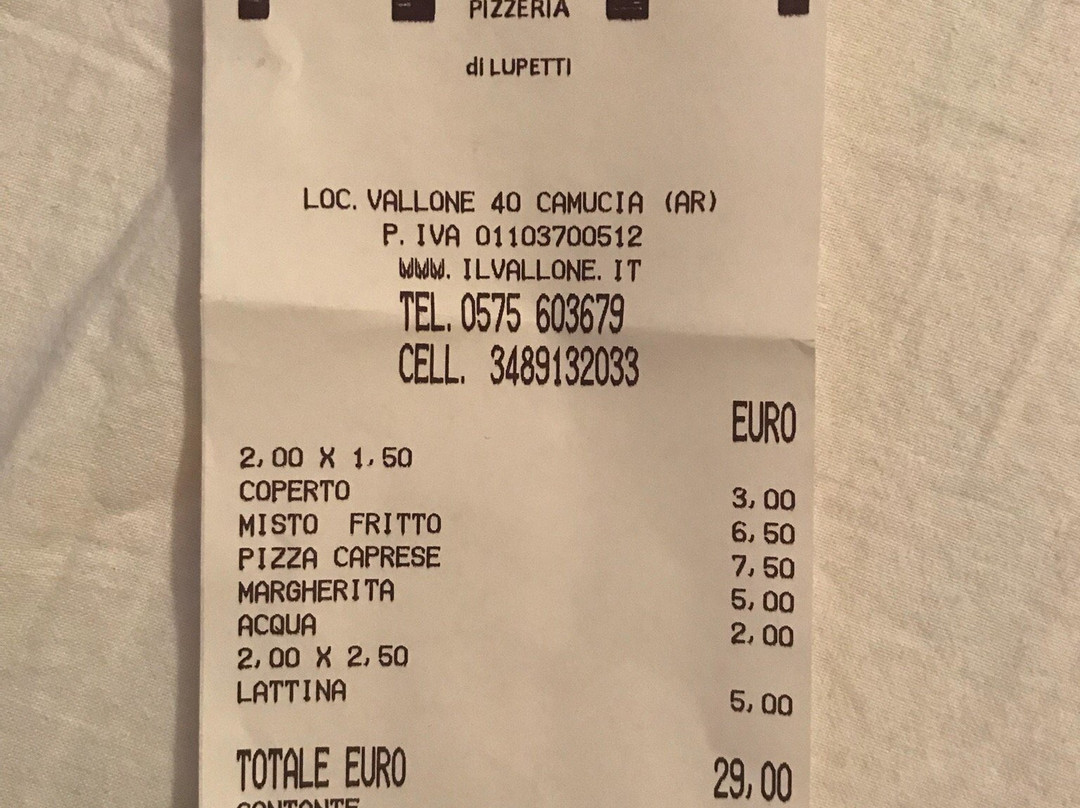 PIZZERIA
di LUPETTI
LOC. VALLONE 40 CAMUCIA (AR)
P. IVA 01103700512
WWW. ILVALLONE. IT
TEL. 0575 603679
CELL. 3489132033
EURO
2,00 X 1,50
COPERTO 3,00
MISTO FRITTO 6,50
PIZZA CAPRESE 7,50
MARGHERITA 5,00
ACQUA 2,00
2,00 X 2,50
LATTINA 5,00
TOTALE EURO 29,00
CONTANTE